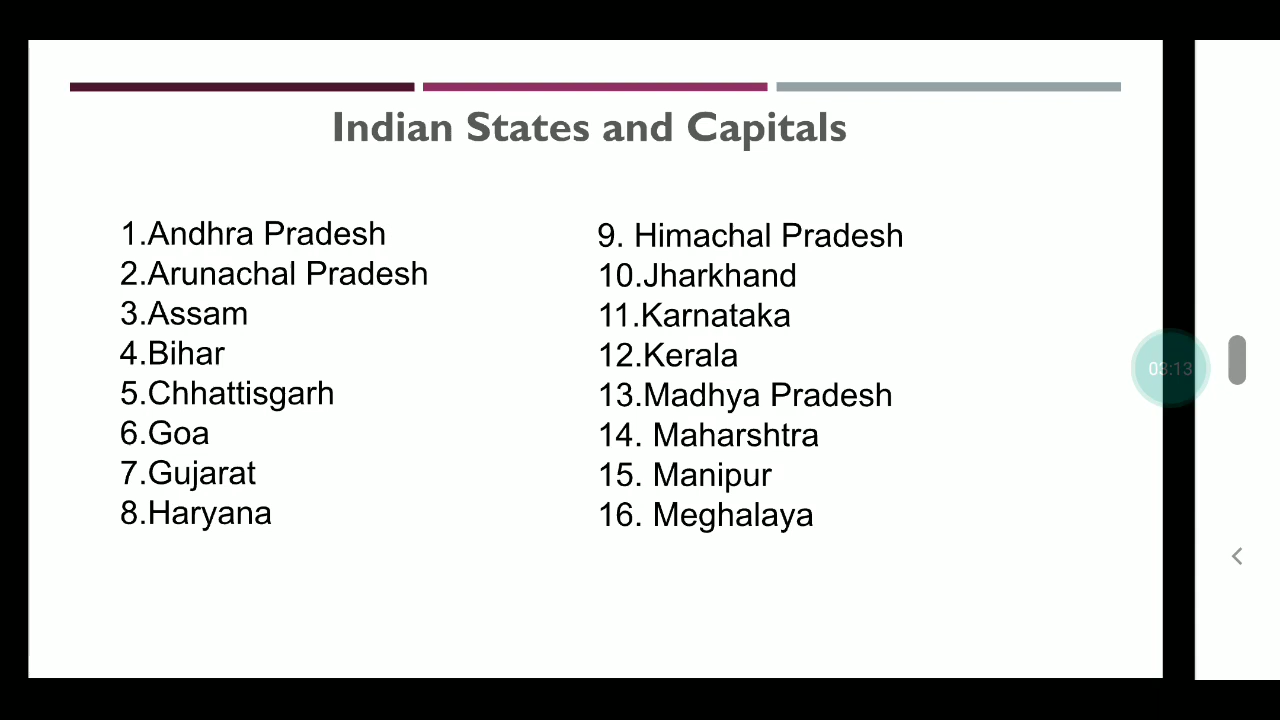 Indian States and Capitals
1.Andhra Pradesh
2.Arunachal Pradesh
3.Assam
4.Bihar
5.Chhattisgarh
6.Goa
7.Gujarat
8.Haryana
9. Himachal Pradesh
10.Jharkhand
11.Karnataka
12.Kerala
13.Madhya Pradesh
14. Maharshtra
15. Manipur
16. Meghalaya
03:13